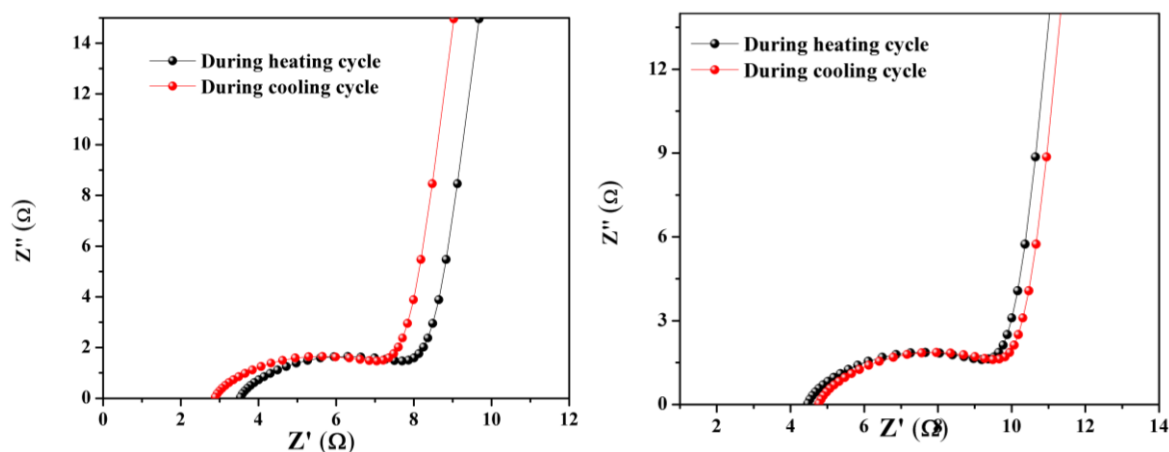 14
12
10
8
6
4
2
0
Z'' (Ω)
During heating cycle
During cooling cycle
0 2 4 6 8 10 12
Z' (Ω)
12
9
6
3
0
Z'' (Ω)
During heating cycle
During cooling cycle
2 4 6 8 10 12 14
Z' (Ω)